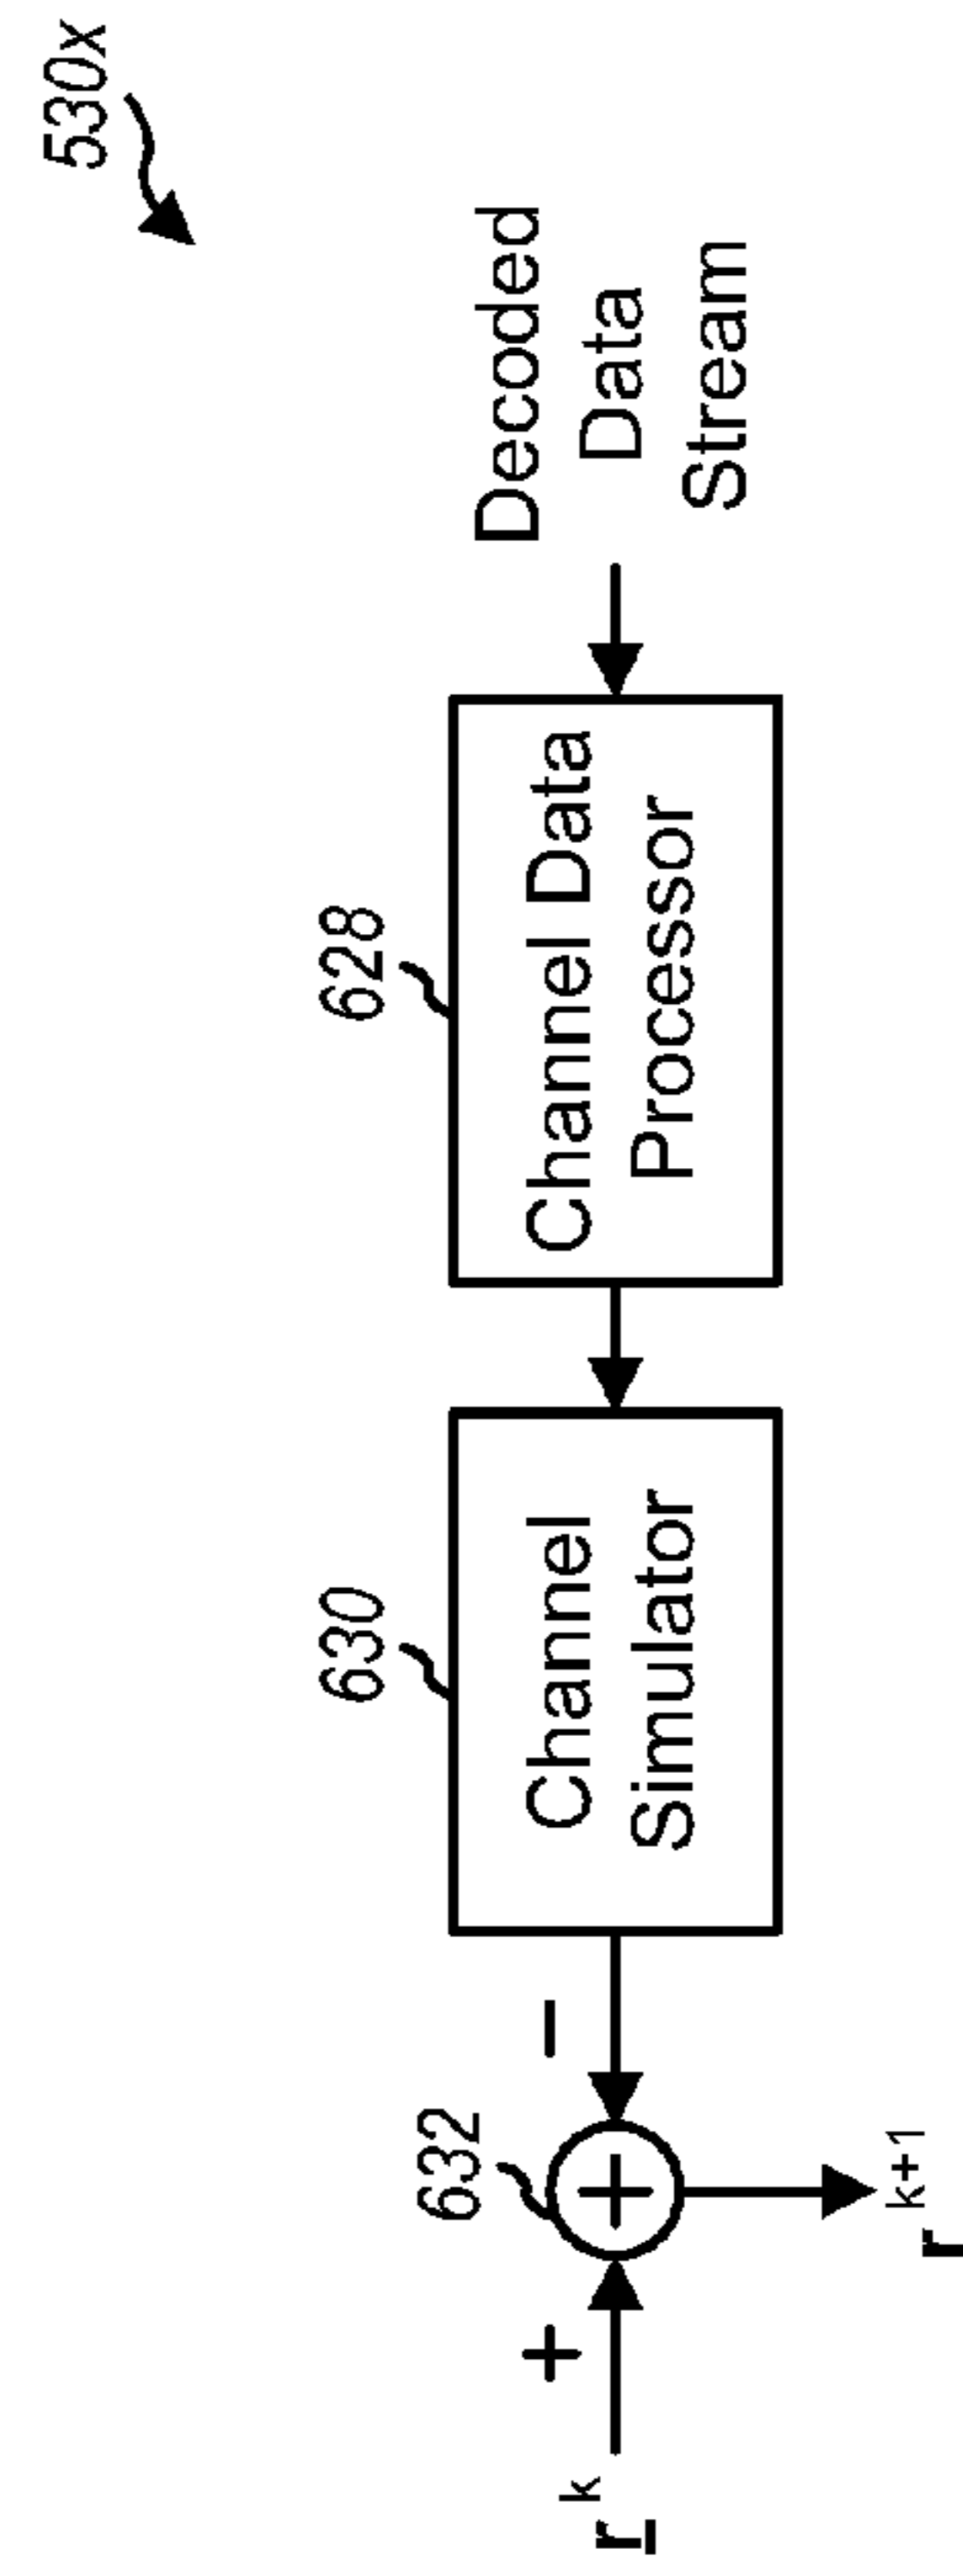 530x
628
630
632
Decoded
Data
Stream
Channel Data
Processor
Channel
Simulator
−
+
+
r^k
r^k+1